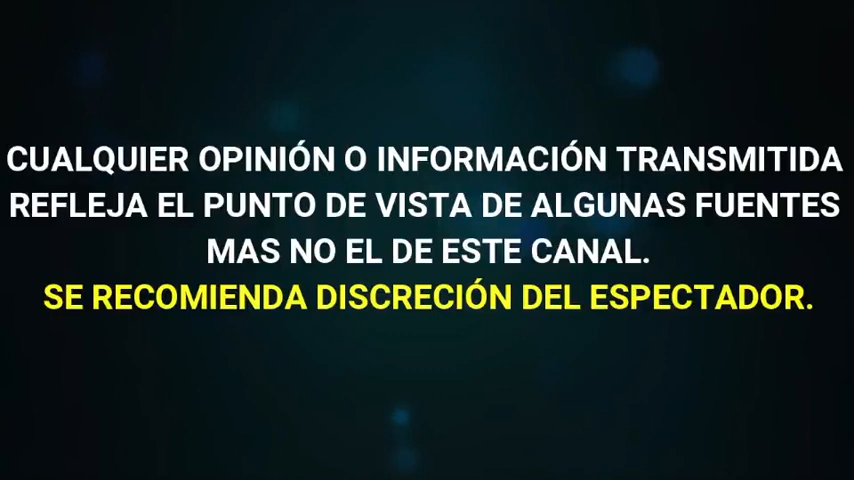 CUALQUIER OPINIÓN O INFORMACIÓN TRANSMITIDA
REFLEJA EL PUNTO DE VISTA DE ALGUNAS FUENTES
MAS NO EL DE ESTE CANAL.
SE RECOMIENDA DISCRECIÓN DEL ESPECTADOR.